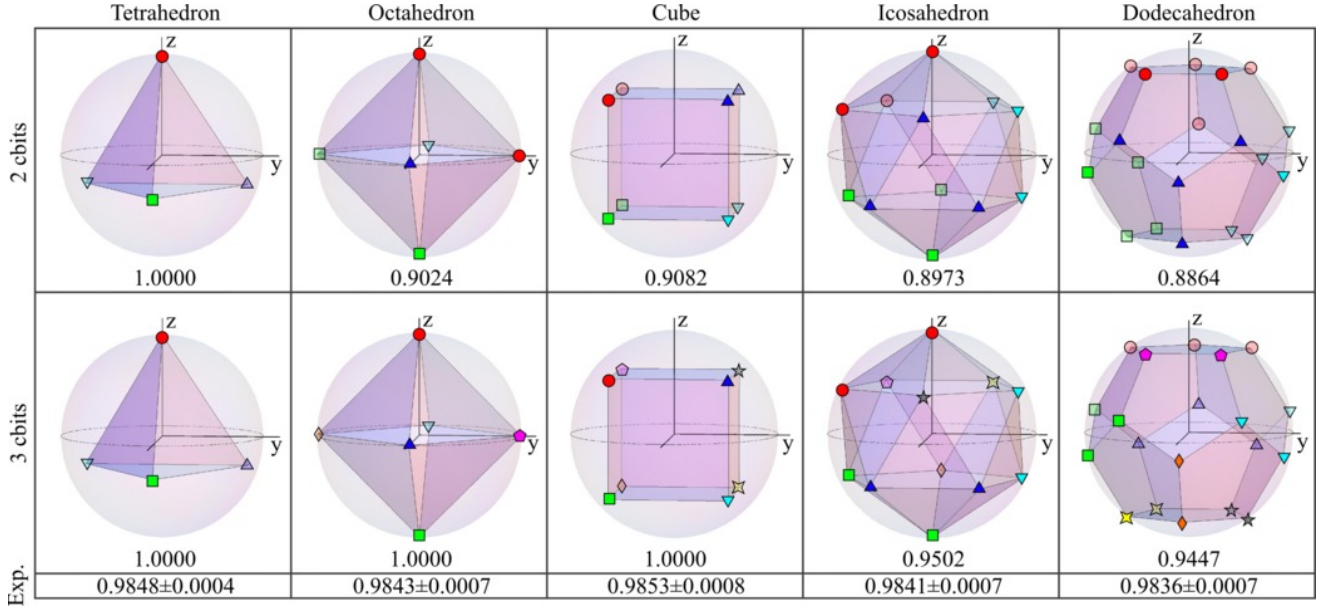 Tetrahedron Octahedron Cube Icosahedron Dodecahedron
2 cbits
z z z z z
y y y y y
1.0000 0.9024 0.9082 0.8973 0.8864
3 cbits
z z z z z
y y y y y
1.0000 1.0000 1.0000 0.9502 0.9447
Exp.
0.9848±0.0004 0.9843±0.0007 0.9853±0.0008 0.9841±0.0007 0.9836±0.0007